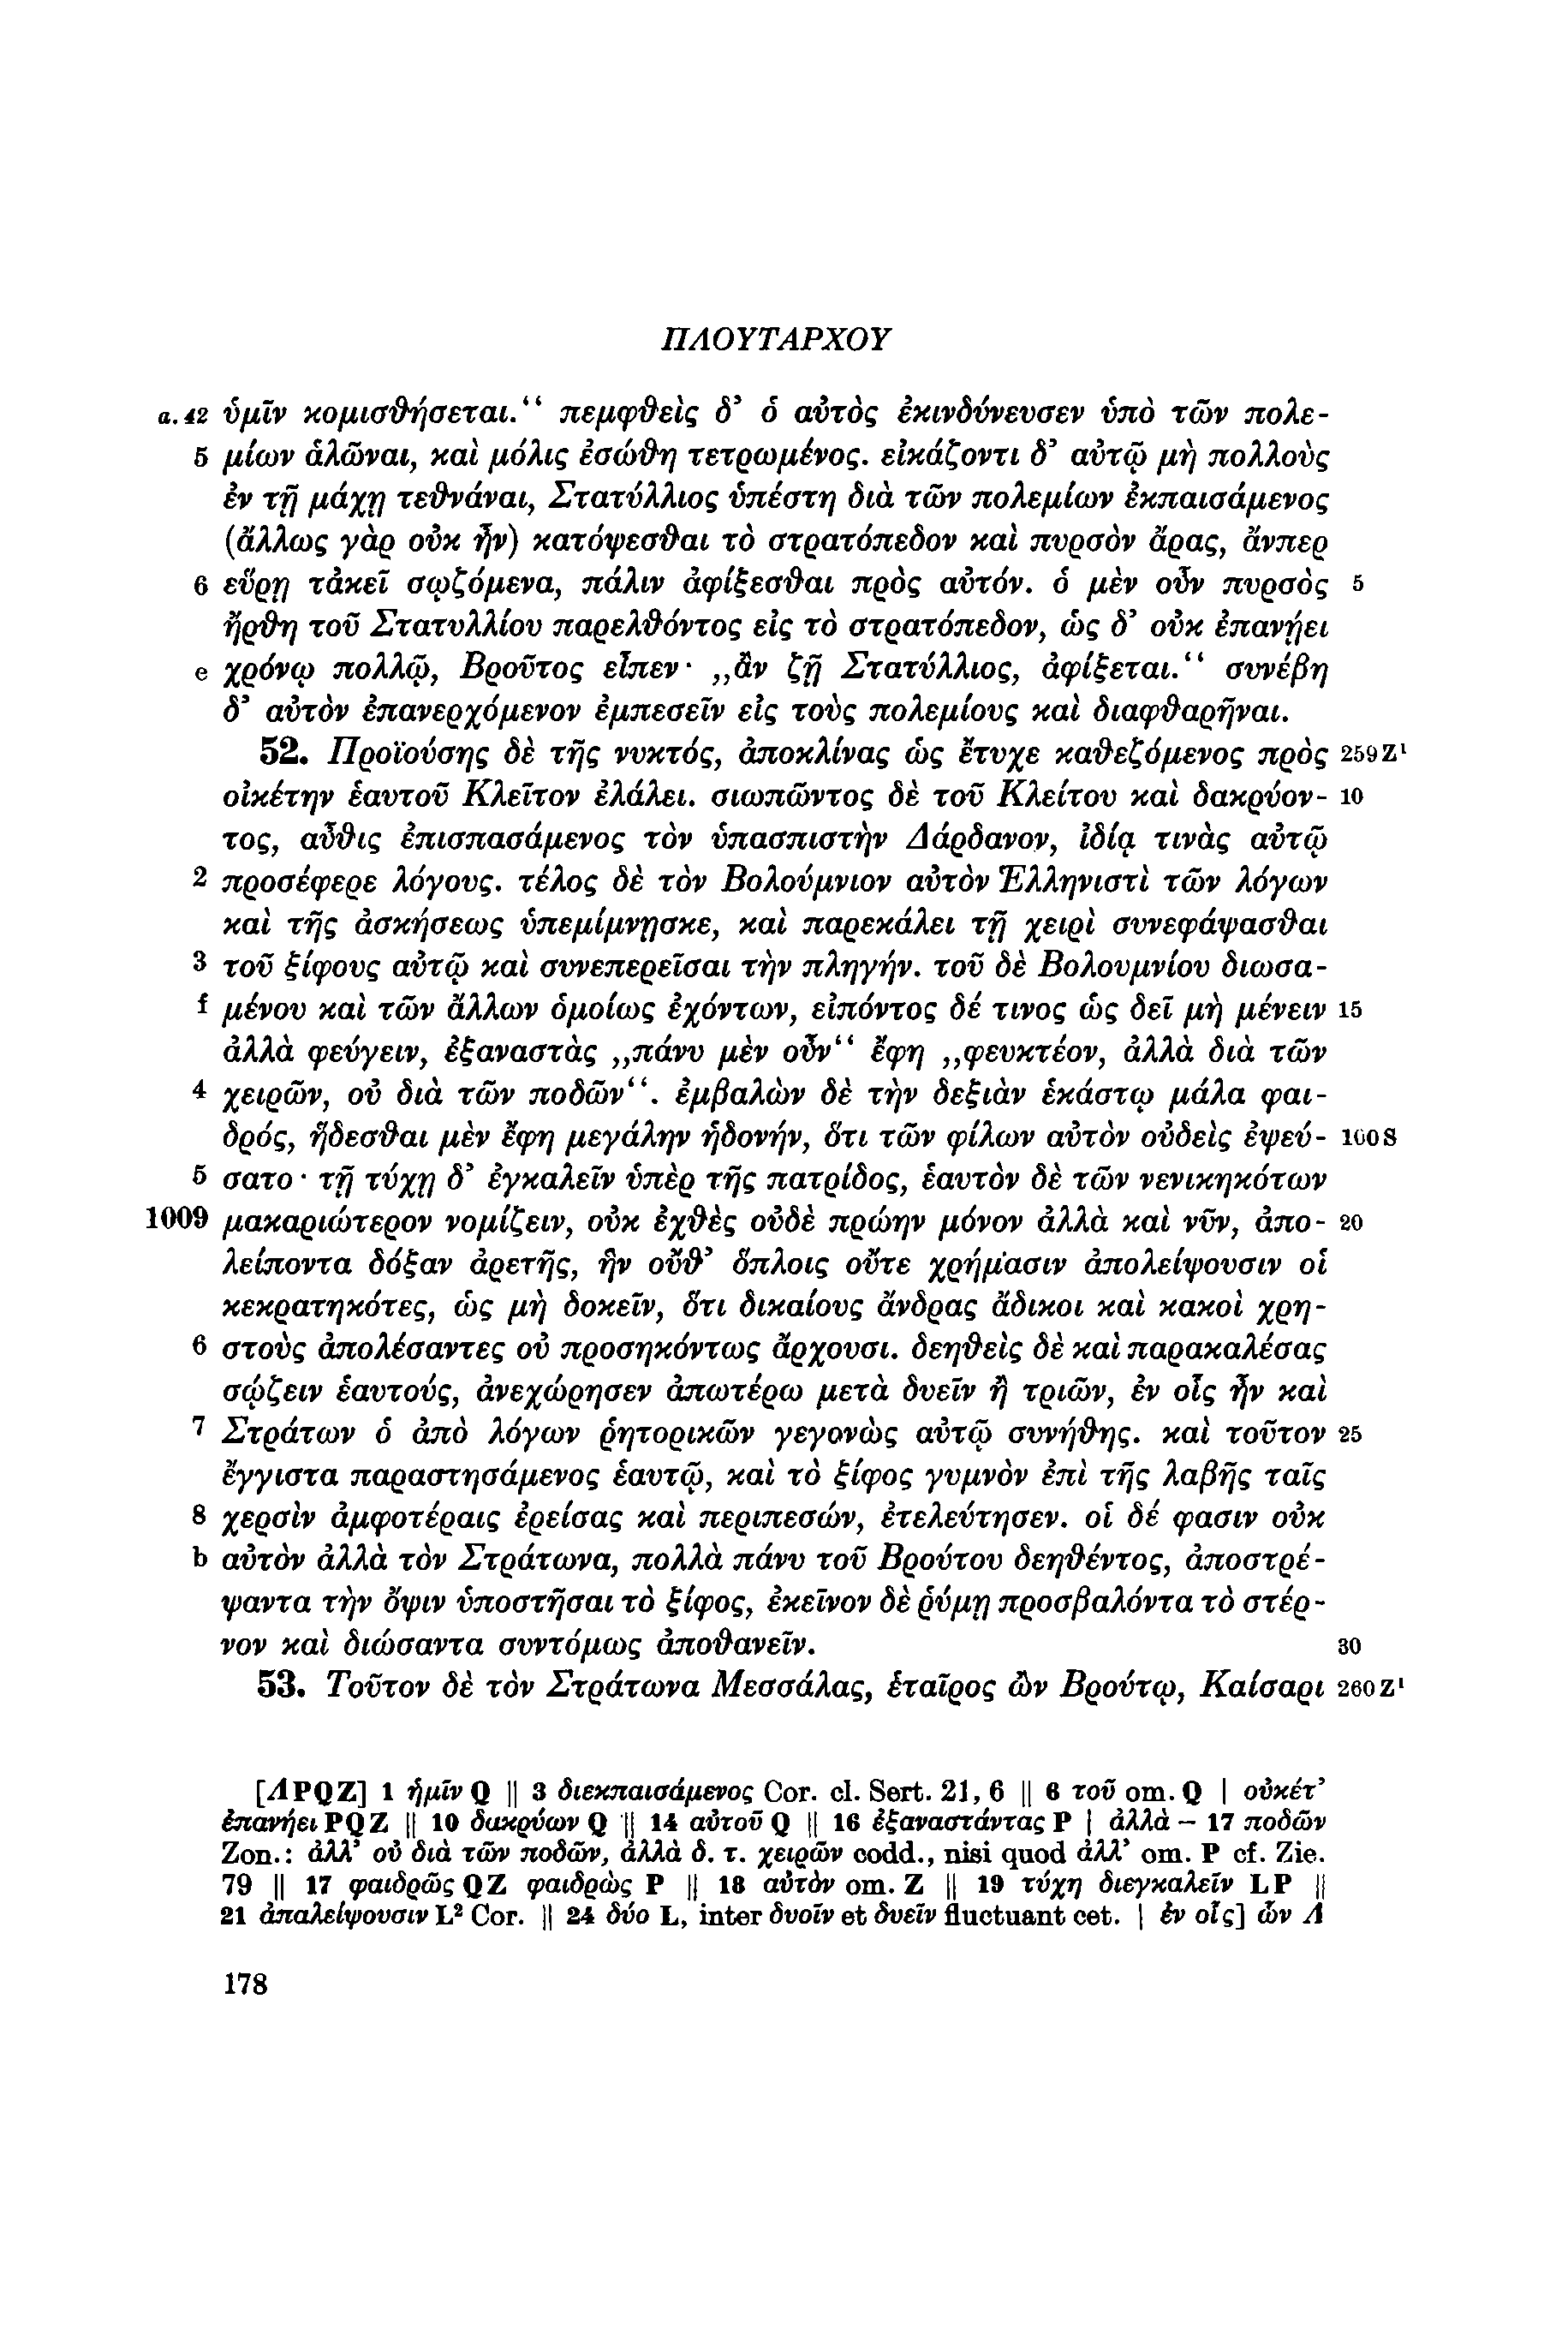 ΠΛΟΥΤΑΡΧΟΥ
a. 42 ὑμῖν κομισθήσεται.“ πεμφθεὶς δ’ ὁ αὐτὸς ἐκινδύνευσεν ὑπὸ τῶν πολε-
5 μίων ἁλῶναι, καὶ μόλις ἐσώθη τετρωμένος. εἰκάζοντι δ’ αὐτῷ μὴ πολλοὺς
ἐν τῇ μάχῃ τεθνάναι, Στατύλλιος ὑπέστη διὰ τῶν πολεμίων ἐκπαισάμενος
(ἄλλως γὰρ οὐκ ἦν) κατόψεσθαι τὸ στρατόπεδον καὶ πυρσὸν ἄρας, ἄνπερ
6 εὕρῃ τἀκεῖ σῳζόμενα, πάλιν ἀφίξεσθαι πρὸς αὐτόν. ὁ μὲν οὖν πυρσὸς 5
ἤρθη τοῦ Στατυλλίου παρελθόντος εἰς τὸ στρατόπεδον, ὡς δ’ οὐκ ἐπανῄει
e χρόνῳ πολλῷ, Βροῦτος εἶπεν· „ἂν ζῇ Στατύλλιος, ἀφίξεται.“ συνέβη
δ’ αὐτὸν ἐπανερχόμενον ἐμπεσεῖν εἰς τοὺς πολεμίους καὶ διαφθαρῆναι.
52. Προϊούσης δὲ τῆς νυκτός, ἀποκλίνας ὡς ἔτυχε καθεζόμενος πρὸς 259 Z¹
οἰκέτην ἑαυτοῦ Κλεῖτον ἐλάλει. σιωπῶντος δὲ τοῦ Κλείτου καὶ δακρύον- 10
τος, αὖθις ἐπισπασάμενος τὸν ὑπασπιστὴν Δάρδανον, ἰδίᾳ τινὰς αὐτῷ
2 προσέφερε λόγους. τέλος δὲ τὸν Βολούμνιον αὐτὸν Ἑλληνιστὶ τῶν λόγων
καὶ τῆς ἀσκήσεως ὑπεμίμνῃσκε, καὶ παρεκάλει τῇ χειρὶ συνεφάψασθαι
3 τοῦ ξίφους αὐτῷ καὶ συνεπερεῖσαι τὴν πληγήν. τοῦ δὲ Βολουμνίου διωσα-
f μένου καὶ τῶν ἄλλων ὁμοίως ἐχόντων, εἰπόντος δέ τινος ὡς δεῖ μὴ μένειν 15
ἀλλὰ φεύγειν, ἐξαναστὰς „πάνυ μὲν οὖν“ ἔφη „φευκτέον, ἀλλὰ διὰ τῶν
4 χειρῶν, οὐ διὰ τῶν ποδῶν“. ἐμβαλὼν δὲ τὴν δεξιὰν ἑκάστῳ μάλα φαι-
δρός, ἥδεσθαι μὲν ἔφη μεγάλην ἡδονήν, ὅτι τῶν φίλων αὐτὸν οὐδεὶς ἐψεύ- 100 S
5 σατο· τῇ τύχῃ δ’ ἐγκαλεῖν ὑπὲρ τῆς πατρίδος, ἑαυτὸν δὲ τῶν νενικηκότων
1009 μακαριώτερον νομίζειν, οὐκ ἐχθὲς οὐδὲ πρώην μόνον ἀλλὰ καὶ νῦν, ἀπο- 20
λείποντα δόξαν ἀρετῆς, ἣν οὔθ’ ὅπλοις οὔτε χρήμασιν ἀπολείψουσιν οἱ
κεκρατηκότες, ὡς μὴ δοκεῖν, ὅτι δικαίους ἄνδρας ἄδικοι καὶ κακοὶ χρη-
6 στοὺς ἀπολέσαντες οὐ προσηκόντως ἄρχουσι. δεηθεὶς δὲ καὶ παρακαλέσας
σῴζειν ἑαυτούς, ἀνεχώρησεν ἀπωτέρω μετὰ δυεῖν ἢ τριῶν, ἐν οἷς ἦν καὶ
7 Στράτων ὁ ἀπὸ λόγων ῥητορικῶν γεγονὼς αὐτῷ συνήθης. καὶ τοῦτον 25
ἔγγιστα παραστησάμενος ἑαυτῷ, καὶ τὸ ξίφος γυμνὸν ἐπὶ τῆς λαβῆς ταῖς
8 χερσὶν ἀμφοτέραις ἐρείσας καὶ περιπεσών, ἐτελεύτησεν. οἱ δέ φασιν οὐκ
b αὐτὸν ἀλλὰ τὸν Στράτωνα, πολλὰ πάνυ τοῦ Βρούτου δεηθέντος, ἀποστρέ-
ψαντα τὴν ὄψιν ὑποστῆσαι τὸ ξίφος, ἐκεῖνον δὲ ῥύμῃ προσβαλόντα τὸ στέρ-
νον καὶ διώσαντα συντόμως ἀποθανεῖν. 30
53. Τοῦτον δὲ τὸν Στράτωνα Μεσσάλας, ἑταῖρος ὢν Βρούτῳ, Καίσαρι 260 Z¹
[ΛPQZ] 1 ἡμῖν Q || 3 διεκπαισάμενος Cor. cl. Sert. 21, 6 || 6 τοῦ om. Q | οὐκέτ’
ἐπανῄει PQZ || 10 δακρύων Q || 14 αὐτοῦ Q || 16 ἐξαναστάντας P | ἀλλὰ – 17 ποδῶν
Zon.: ἀλλ’ οὐ διὰ τῶν ποδῶν, ἀλλὰ δ. τ. χειρῶν codd., nisi quod ἀλλ’ om. P cf. Zie.
79 || 17 φαιδρῶς QZ φαιδρὼς P || 18 αὐτὸν om. Z || 19 τύχη διεγκαλεῖν LP ||
21 ἀπαλείψουσιν L² Cor. || 24 δύο L, inter δυοῖν et δυεῖν fluctuant cet. | ἐν οἷς] ὧν Λ
178